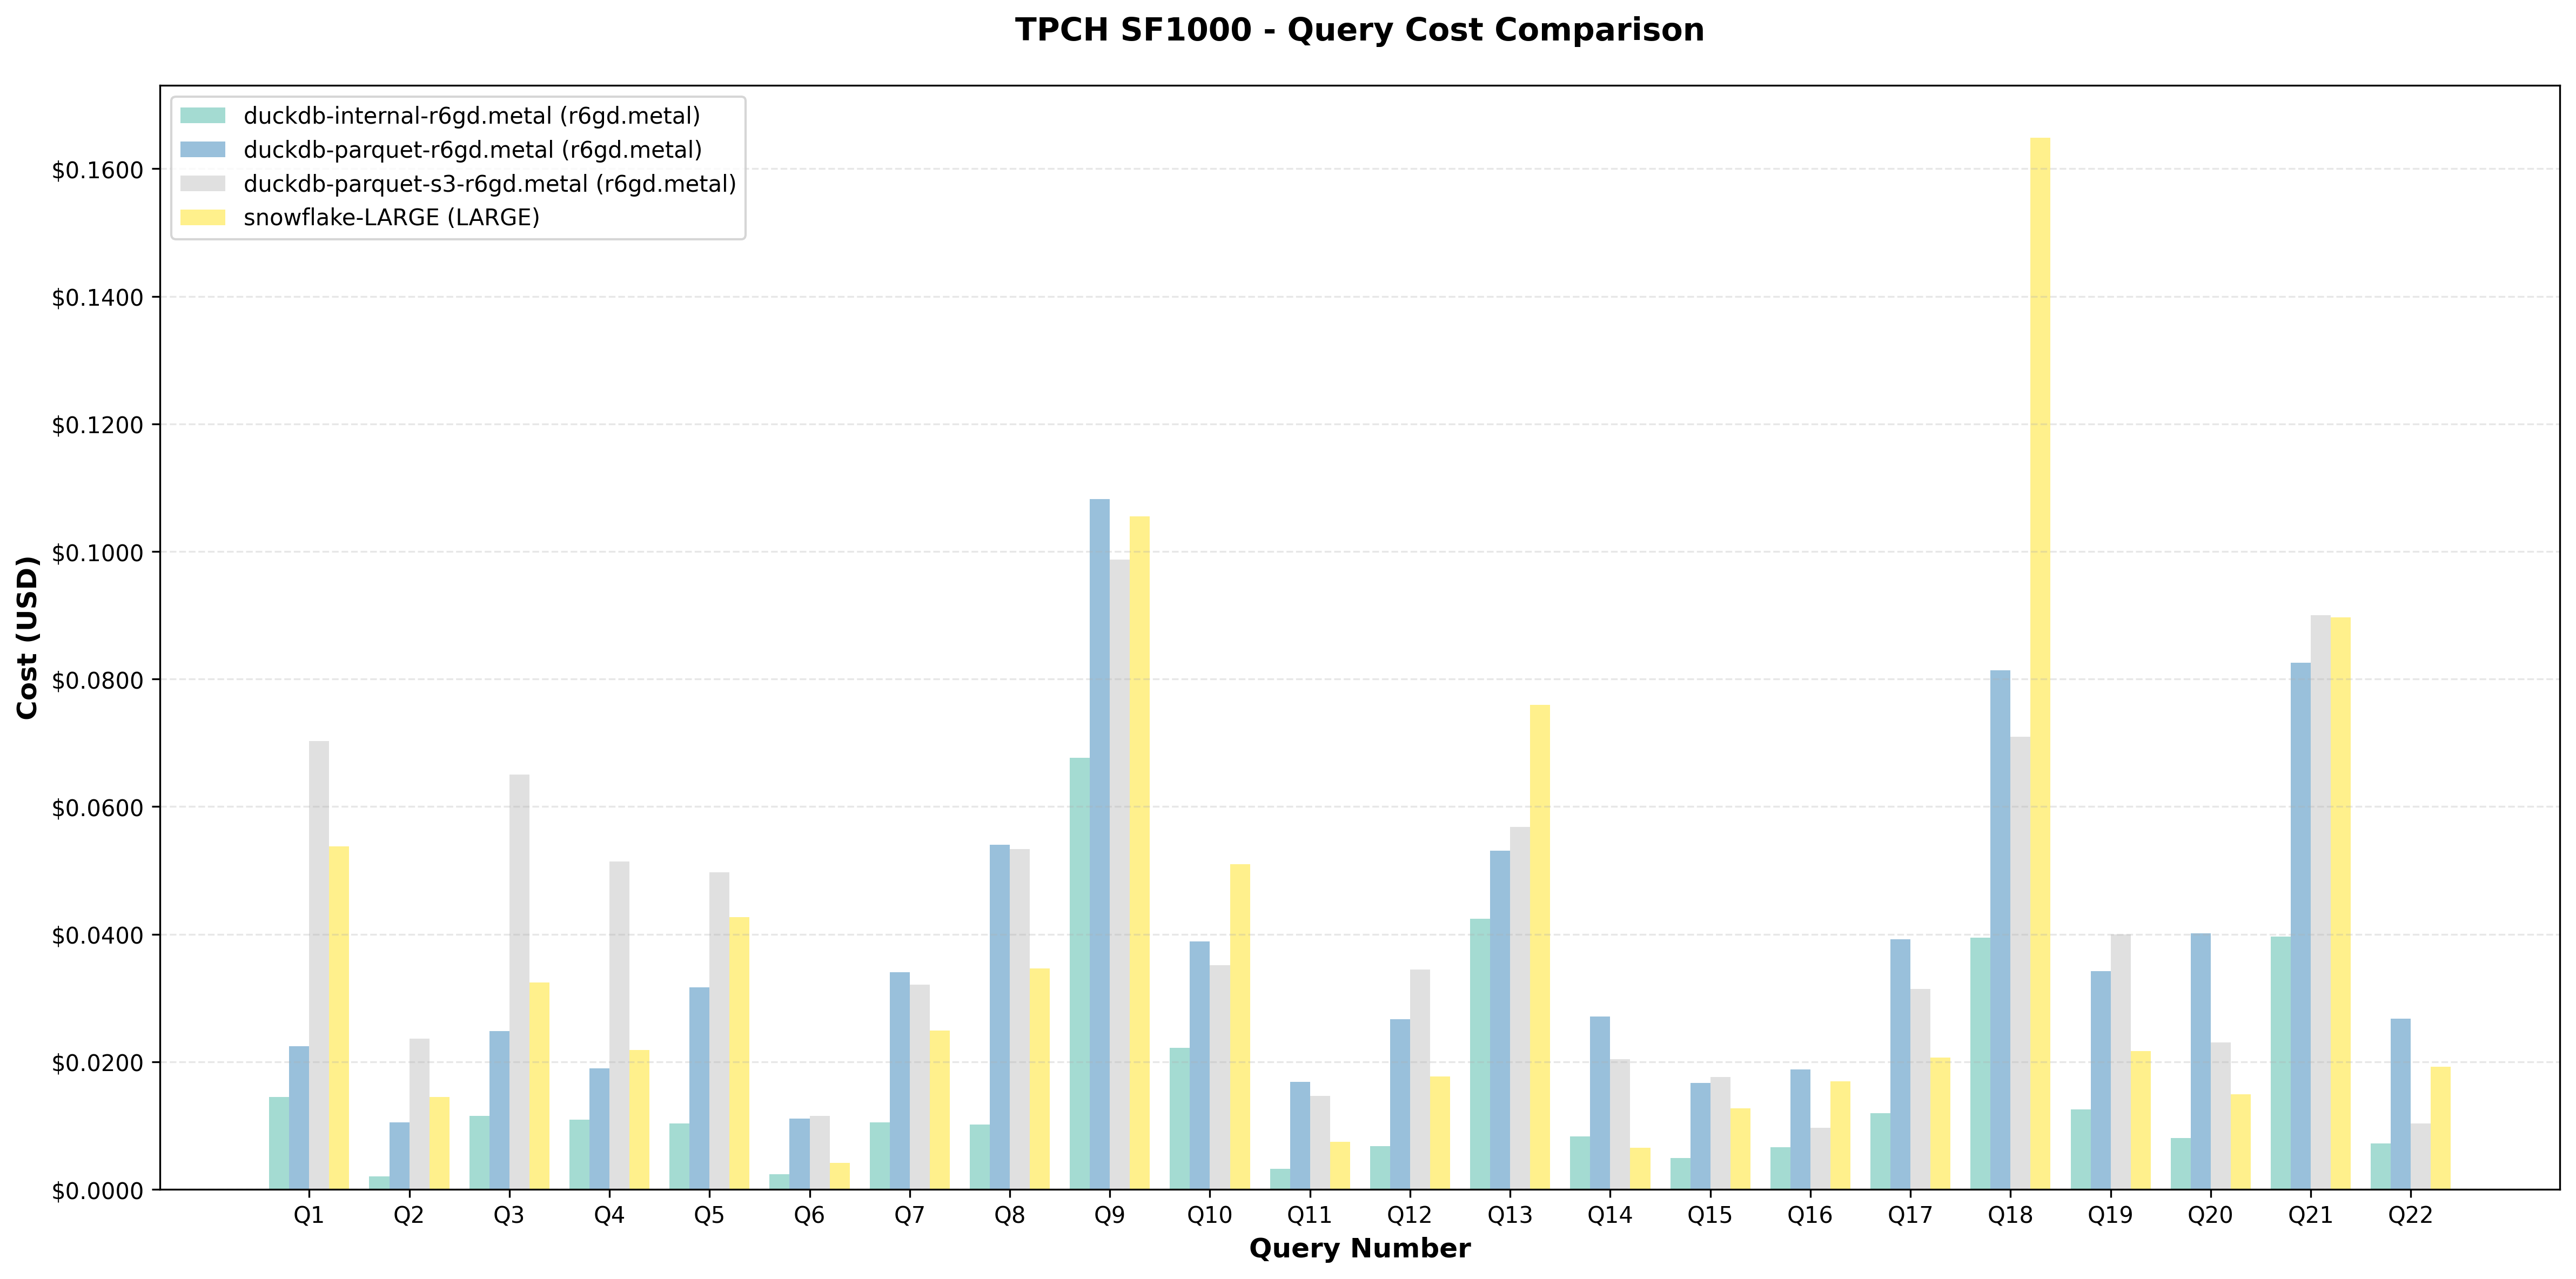 TPCH SF1000 - Query Cost Comparison
duckdb-internal-r6gd.metal (r6gd.metal)
duckdb-parquet-r6gd.metal (r6gd.metal)
duckdb-parquet-s3-r6gd.metal (r6gd.metal)
snowflake-LARGE (LARGE)
Cost (USD)
$0.1600
$0.1400
$0.1200
$0.1000
$0.0800
$0.0600
$0.0400
$0.0200
$0.0000
Q1 Q2 Q3 Q4 Q5 Q6 Q7 Q8 Q9 Q10 Q11 Q12 Q13 Q14 Q15 Q16 Q17 Q18 Q19 Q20 Q21 Q22
Query Number